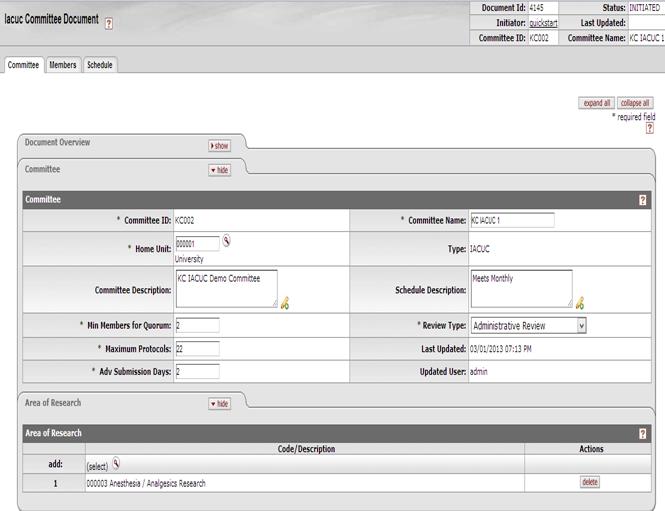 Iacuc Committee Document ?
Document Id: 4145 Status: INITIATED
Initiator: quickstart Last Updated:
Committee ID: KC002 Committee Name: KC IACUC 1
Committee Members Schedule
expand all collapse all
* required field
?
Document Overview show
Committee hide
Committee ?
* Committee ID: KC002 * Committee Name: KC IACUC 1
* Home Unit: 000001 Type: IACUC
University
Committee Description: KC IACUC Demo Committee Schedule Description: Meets Monthly
* Min Members for Quorum: 2 * Review Type: Administrative Review
* Maximum Protocols: 22 Last Updated: 03/01/2013 07:13 PM
* Adv Submission Days: 2 Updated User: admin
Area of Research hide
Area of Research ?
Code/Description Actions
add: (select)
1 000003 Anesthesia / Analgesics Research delete